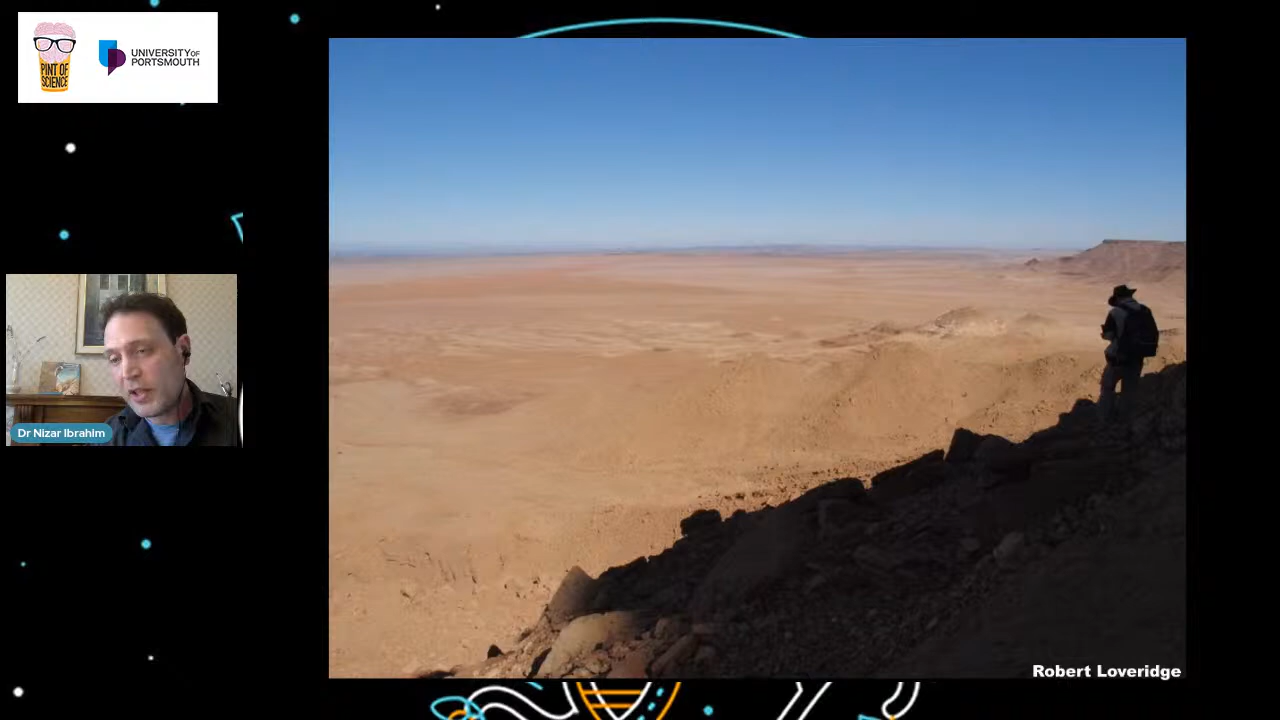 PINT OF
SCIENCE
UNIVERSITY OF
PORTSMOUTH
Dr Nizar Ibrahim
Robert Loveridge